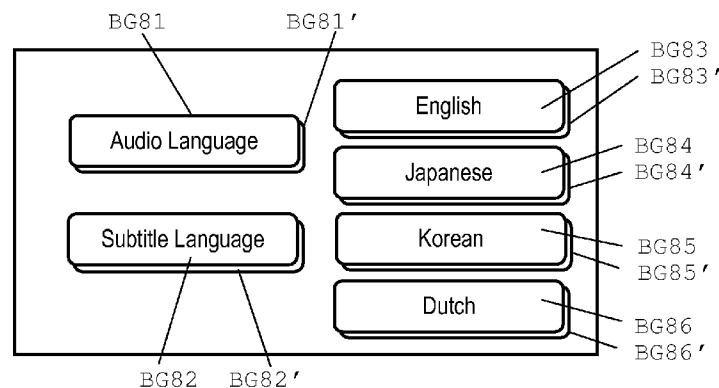 BG81 BG81'
BG83
BG83'
English
Audio Language
BG84
Japanese
BG84'
Subtitle Language
Korean
BG85
BG85'
Dutch
BG86
BG86'
BG82 BG82'